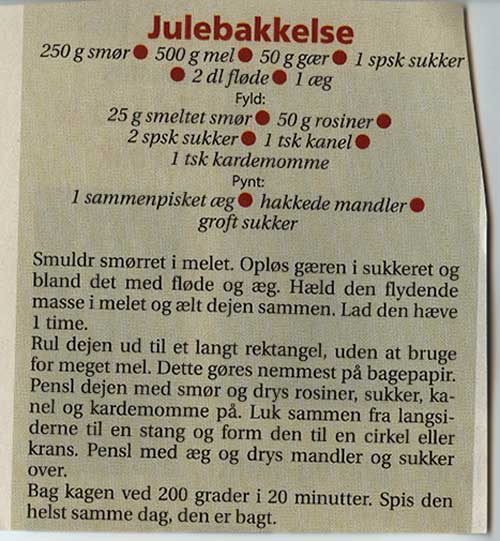 Julebakkelse
250 g smør ● 500 g mel ● 50 g gær ● 1 spsk sukker
● 2 dl fløde ● 1 æg
Fyld:
25 g smeltet smør ● 50 g rosiner ●
2 spsk sukker ● 1 tsk kanel ●
1 tsk kardemomme
Pynt:
1 sammenpisket æg ● hakkede mandler ●
groft sukker
Smuldr smørret i melet. Opløs gæren i sukkeret og
bland det med fløde og æg. Hæld den flydende
masse i melet og ælt dejen sammen. Lad den hæve
1 time.
Rul dejen ud til et langt rektangel, uden at bruge
for meget mel. Dette gøres nemmest på bagepapir.
Pensl dejen med smør og drys rosiner, sukker, ka-
nel og kardemomme på. Luk sammen fra langsi-
derne til en stang og form den til en cirkel eller
krans. Pensl med æg og drys mandler og sukker
over.
Bag kagen ved 200 grader i 20 minutter. Spis den
helst samme dag, den er bagt.